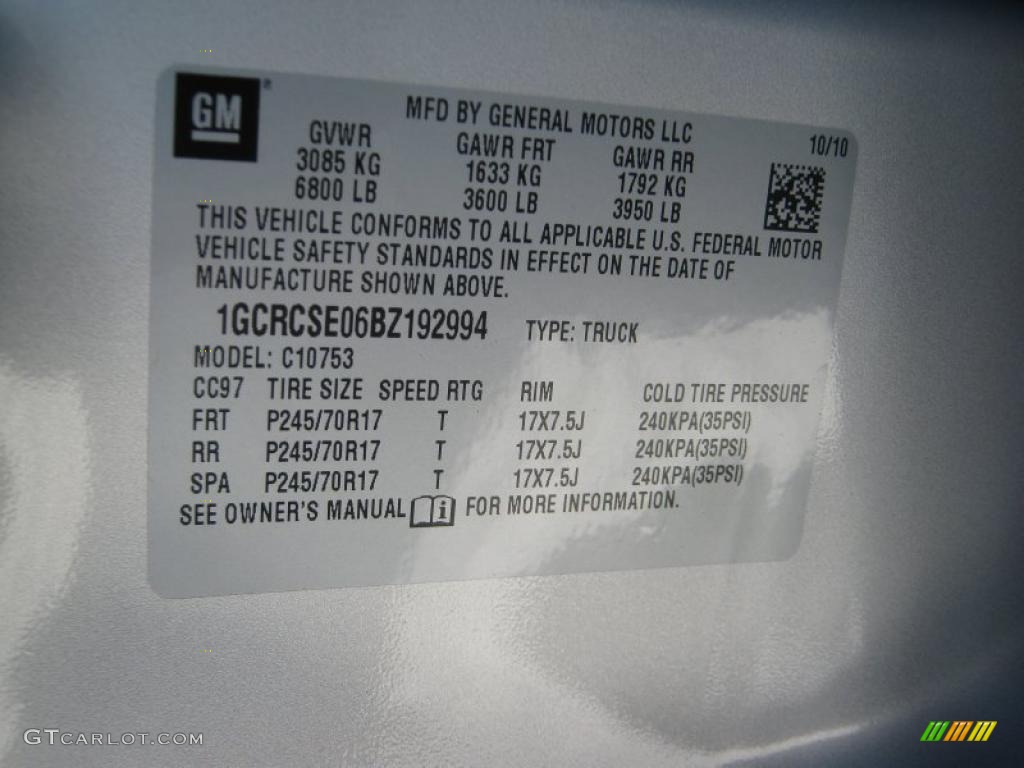 GM ®
MFD BY GENERAL MOTORS LLC
10/10
GVWR GAWR FRT GAWR RR
3085 KG 1633 KG 1792 KG
6800 LB 3600 LB 3950 LB
THIS VEHICLE CONFORMS TO ALL APPLICABLE U.S. FEDERAL MOTOR
VEHICLE SAFETY STANDARDS IN EFFECT ON THE DATE OF
MANUFACTURE SHOWN ABOVE.
1GCRCSE06BZ192994 TYPE: TRUCK
MODEL: C10753
CC97 TIRE SIZE SPEED RTG RIM COLD TIRE PRESSURE
FRT P245/70R17 T 17X7.5J 240KPA(35PSI)
RR P245/70R17 T 17X7.5J 240KPA(35PSI)
SPA P245/70R17 T 17X7.5J 240KPA(35PSI)
SEE OWNER'S MANUAL i FOR MORE INFORMATION.
GTCARLOT.COM